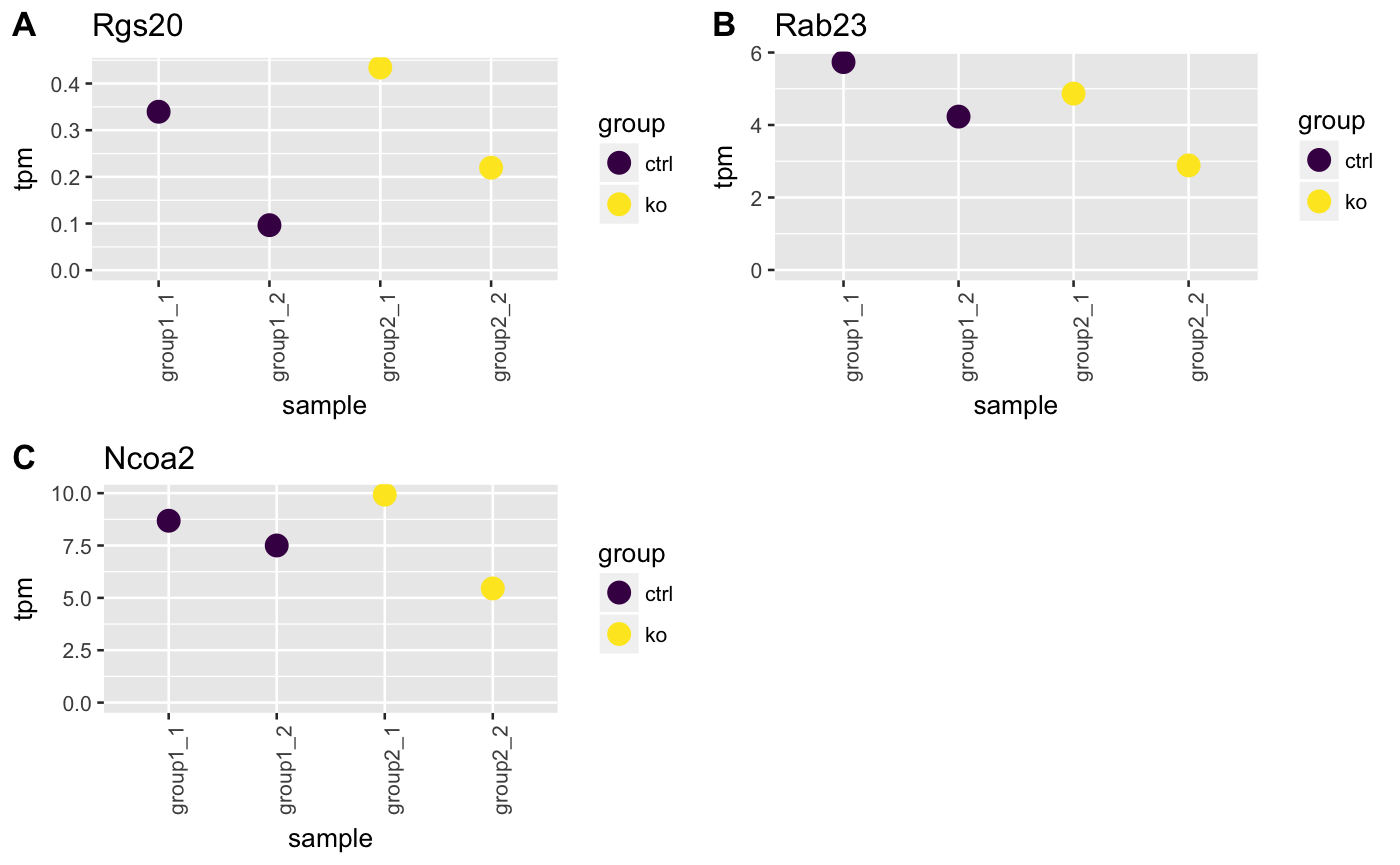 A Rgs20
tpm
0.4
0.3
0.2
0.1
0.0
group1_1
group1_2
group2_1
group2_2
sample
group
ctrl
ko
B Rab23
tpm
6
4
2
0
group1_1
group1_2
group2_1
group2_2
sample
group
ctrl
ko
C Ncoa2
tpm
10.0
7.5
5.0
2.5
0.0
group1_1
group1_2
group2_1
group2_2
sample
group
ctrl
ko